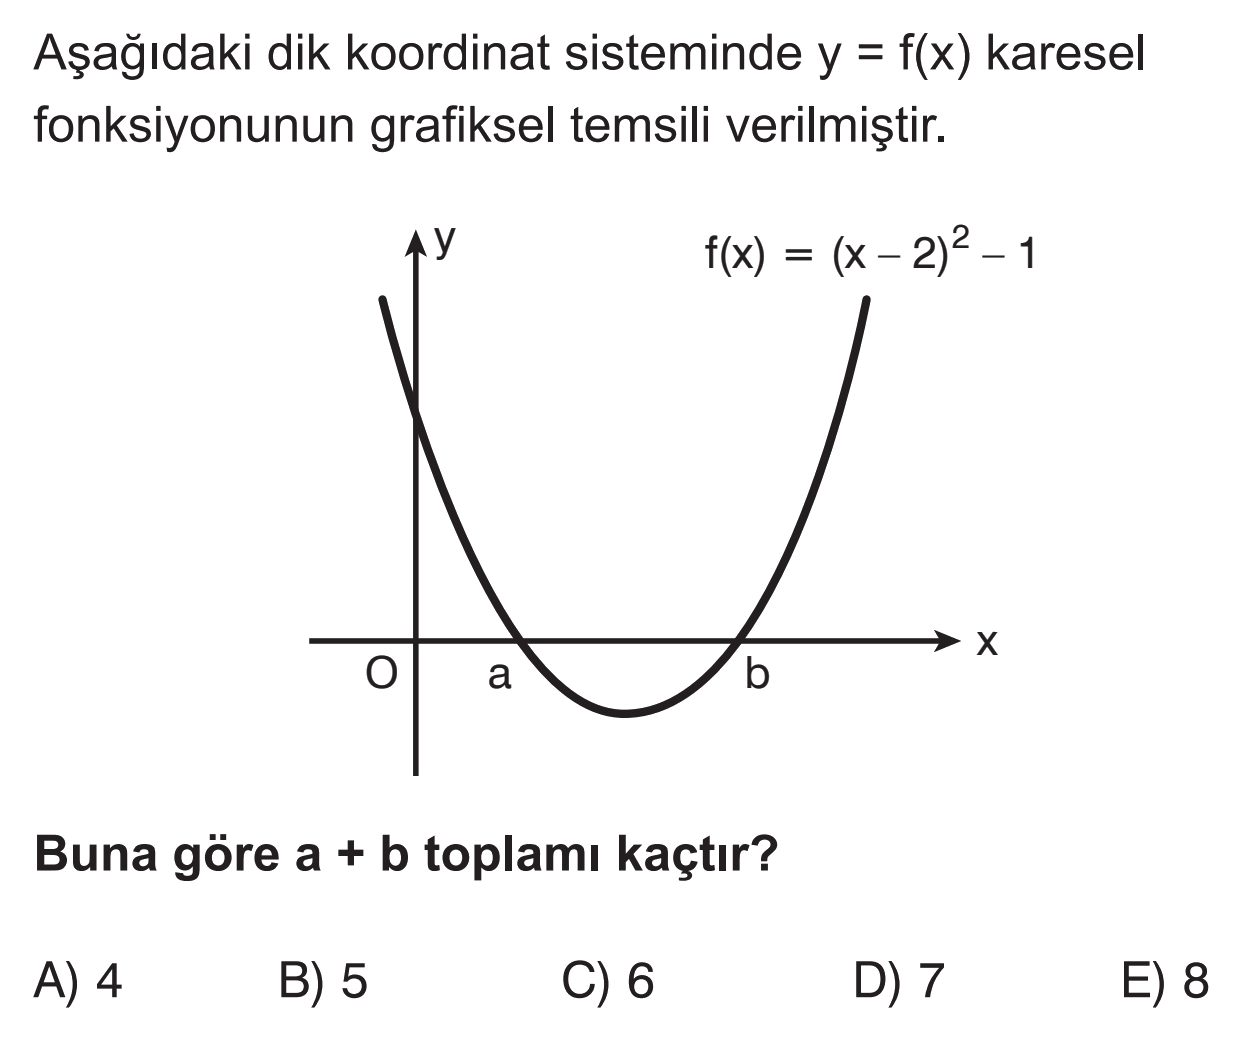 Aşağıdaki dik koordinat sisteminde y = f(x) karesel
fonksiyonunun grafiksel temsili verilmiştir.
y
f(x) = (x – 2)² – 1
x
O
a
b
Buna göre a + b toplamı kaçtır?
A) 4 B) 5 C) 6 D) 7 E) 8